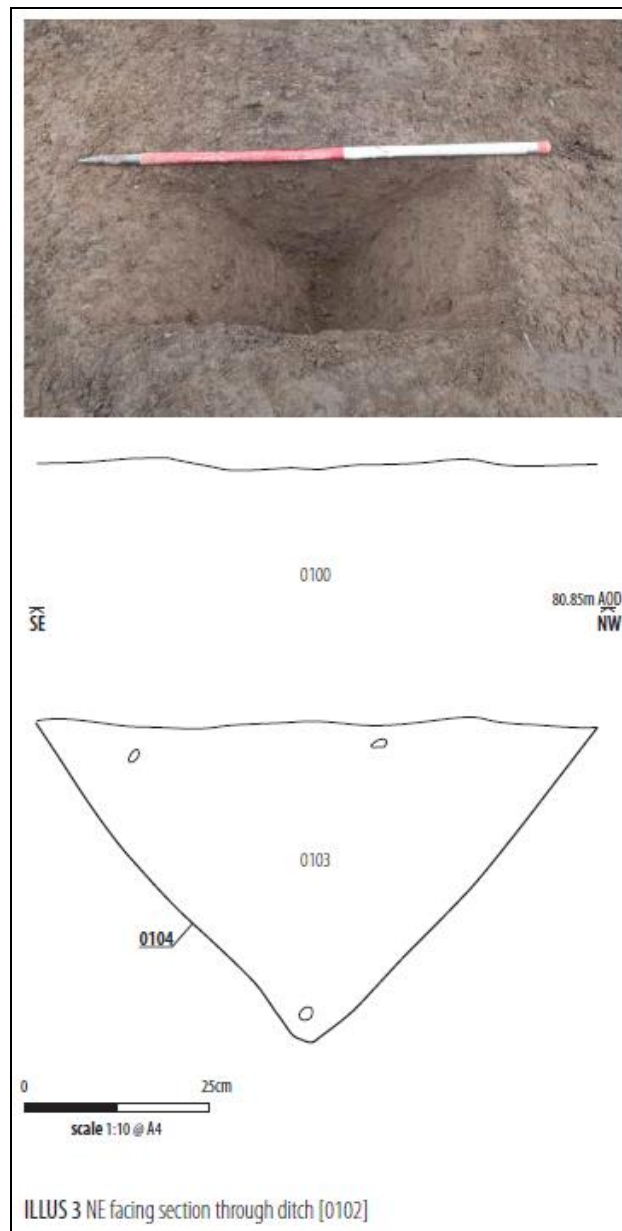 0100
80.85m AOD
SE NW
0103
0104
0 25cm
scale 1:10 @ A4
ILLUS 3 NE facing section through ditch [0102]